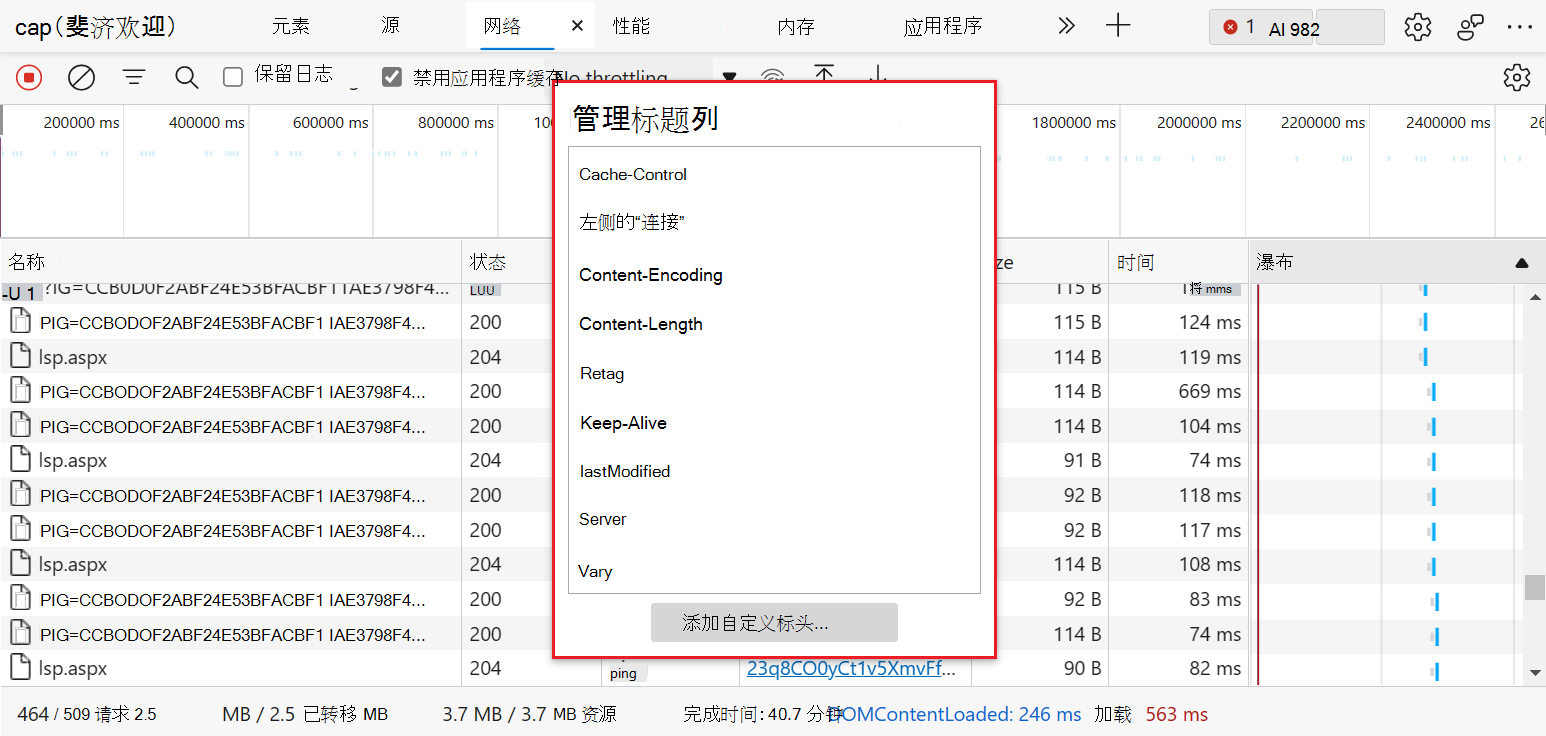 cap(斐济欢迎) 元素 源 网络 ✕ 性能 内存 应用程序 1 AI 982
保留日志 禁用应用程序缓存 No throttling
200000 ms 400000 ms 600000 ms 800000 ms 1800000 ms 2000000 ms 2200000 ms 2400000 ms
管理标题列
Cache-Control
左侧的“连接”
Content-Encoding
Content-Length
Retag
Keep-Alive
lastModified
Server
Vary
添加自定义标头...
名称 状态 ze 时间 瀑布
-U 1 ?IG=CCB0D0F2ABF24E53BFACBF11AE3798F4... LUU 115 B 将 mms
PIG=CCBODOF2ABF24E53BFACBF1 IAE3798F4... 200 115 B 124 ms
lsp.aspx 204 114 B 119 ms
PIG=CCBODOF2ABF24E53BFACBF1 IAE3798F4... 200 114 B 669 ms
PIG=CCBODOF2ABF24E53BFACBF1 IAE3798F4... 200 114 B 104 ms
lsp.aspx 204 91 B 74 ms
PIG=CCBODOF2ABF24E53BFACBF1 IAE3798F4... 200 92 B 118 ms
PIG=CCBODOF2ABF24E53BFACBF1 IAE3798F4... 200 92 B 117 ms
lsp.aspx 204 114 B 108 ms
PIG=CCBODOF2ABF24E53BFACBF1 IAE3798F4... 200 92 B 83 ms
PIG=CCBODOF2ABF24E53BFACBF1 IAE3798F4... 200 114 B 74 ms
lsp.aspx 204 ping 23q8CO0yCt1v5XmvFf... 90 B 82 ms
464 / 509 请求 2.5 MB / 2.5 已转移 MB 3.7 MB / 3.7 MB 资源 完成时间: 40.7 分钟 DOMContentLoaded: 246 ms 加载 563 ms